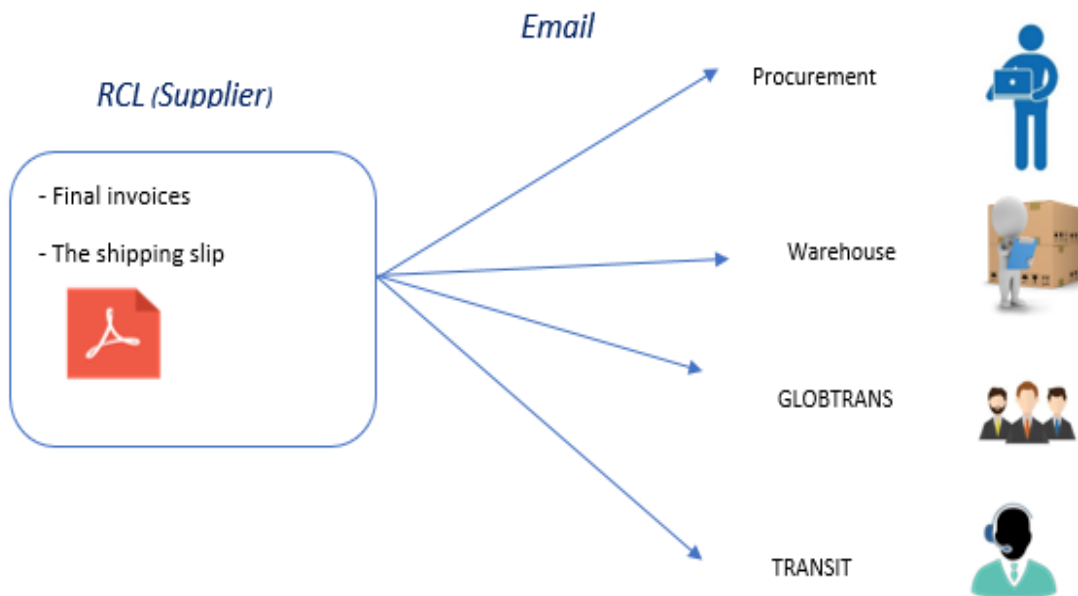 Email
RCL (Supplier)
Procurement
- Final invoices
- The shipping slip
Warehouse
GLOBTRANS
TRANSIT